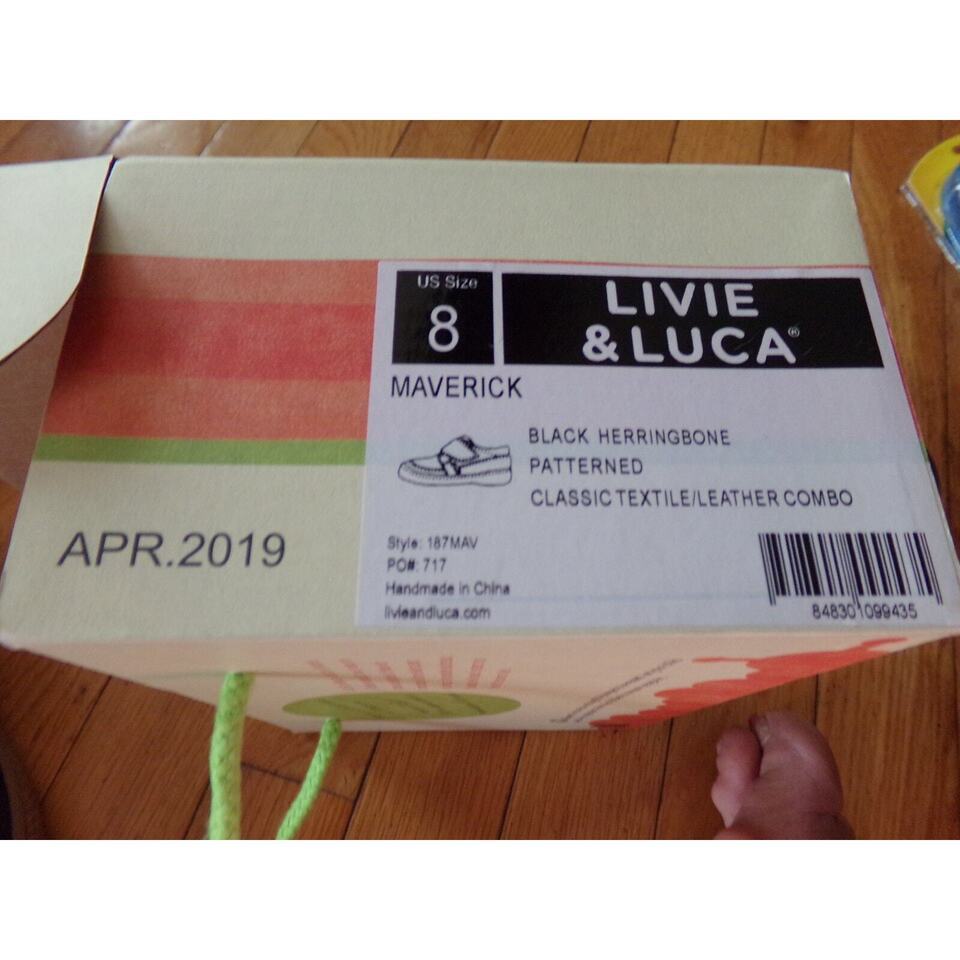 US Size
8
LIVIE
& LUCA®
MAVERICK
BLACK HERRINGBONE
PATTERNED
CLASSIC TEXTILE/LEATHER COMBO
APR.2019
Style: 187MAV
PO#: 717
Handmade in China
livieandluca.com
848301099435